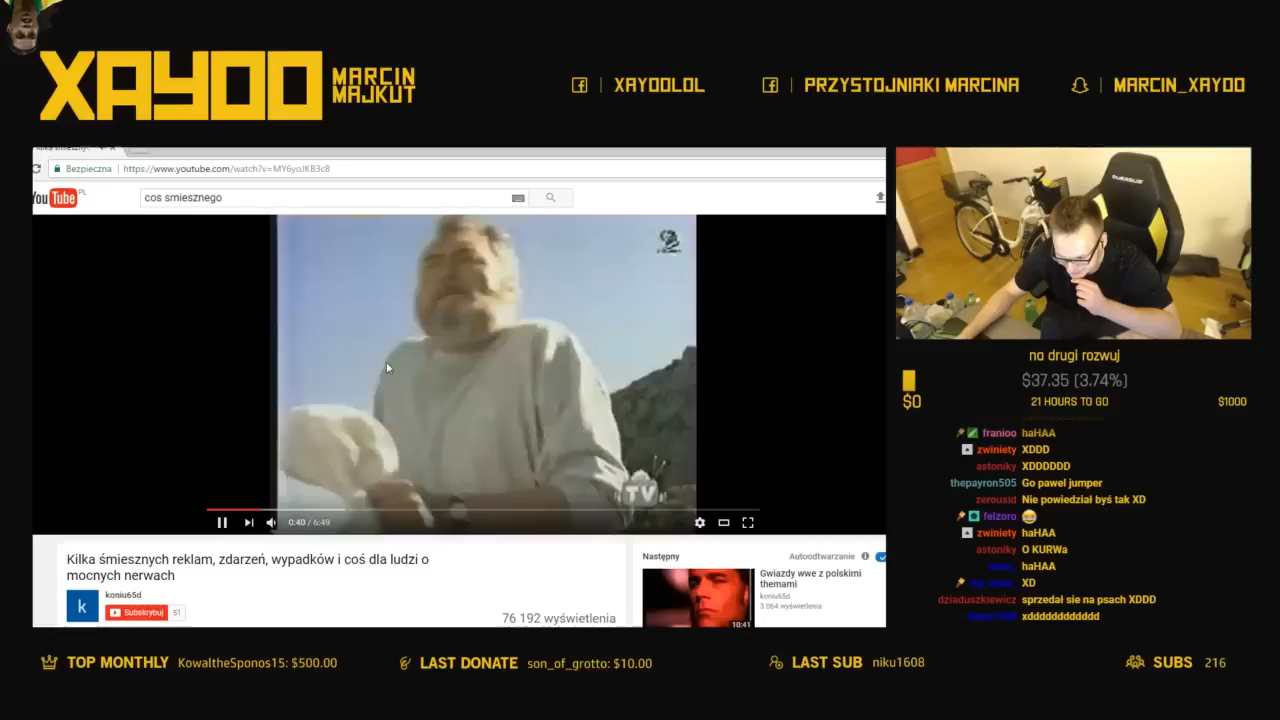 XAYOO
MARCIN
MAJKUT
XAYOOLOL
PRZYSTOJNIAKI MARCINA
MARCIN_XAYOO
Bezpieczna
https://www.youtube.com/watch?v=MY6yoJKB3c8
YouTube PL
cos smiesznego
TV
0:40 / 6:49
Kilka śmiesznych reklam, zdarzeń, wypadków i coś dla ludzi o
mocnych nerwach
k
koniu65d
Subskrybuj
51
76 192 wyświetlenia
Następny
Autoodtwarzanie
Gwiazdy wwe z polskimi
themami
koniu65d
3 064 wyświetlenia
10:41
QUERSUS
na drugi rozwuj
$37.35 (3.74%)
$0
21 HOURS TO GO
$1000
franioo haHAA
zwiniety XDDD
astoniky XDDDDDD
thepayron505 Go pawel jumper
zerousid Nie powiedział byś tak XD
felzoro
zwiniety haHAA
astoniky O KURWa
haHAA
XD
dziaduszkiewicz sprzedał sie na psach XDDD
xdddddddddddd
TOP MONTHLY KowaltheSponos15: $500.00
LAST DONATE son_of_grotto: $10.00
LAST SUB niku1608
SUBS 216